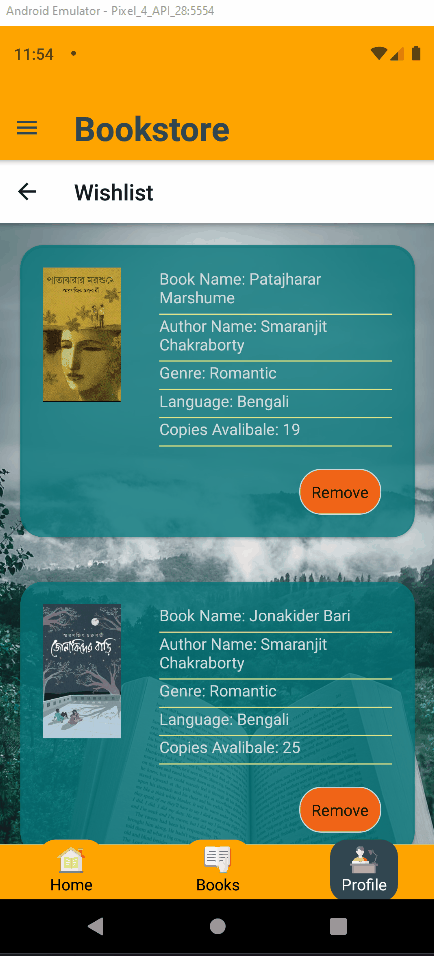 Android Emulator - Pixel_4_API_28:5554
11:54
Bookstore
Wishlist
পাতাঝরার মরশুমে
স্মরণজিৎ চক্রবর্তী
Book Name: Patajharar
Marshume
Author Name: Smaranjit
Chakraborty
Genre: Romantic
Language: Bengali
Copies Avalibale: 19
Remove
স্মরণজিৎ চক্রবর্তী
জোনাকিদের বাড়ি
Book Name: Jonakider Bari
Author Name: Smaranjit
Chakraborty
Genre: Romantic
Language: Bengali
Copies Avalibale: 25
Remove
Home
Books
Profile